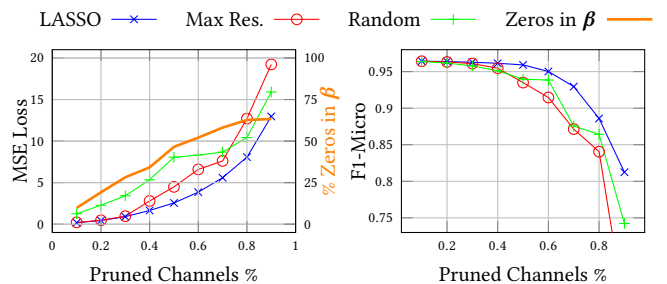 LASSO Max Res. Random Zeros in β
20 100
15 75
10 50
5 25
0 0
0 0.2 0.4 0.6 0.8 1
MSE Loss
% Zeros in β
Pruned Channels %
0.95
0.9
0.85
0.8
0.75
0.2 0.4 0.6 0.8
F1-Micro
Pruned Channels %